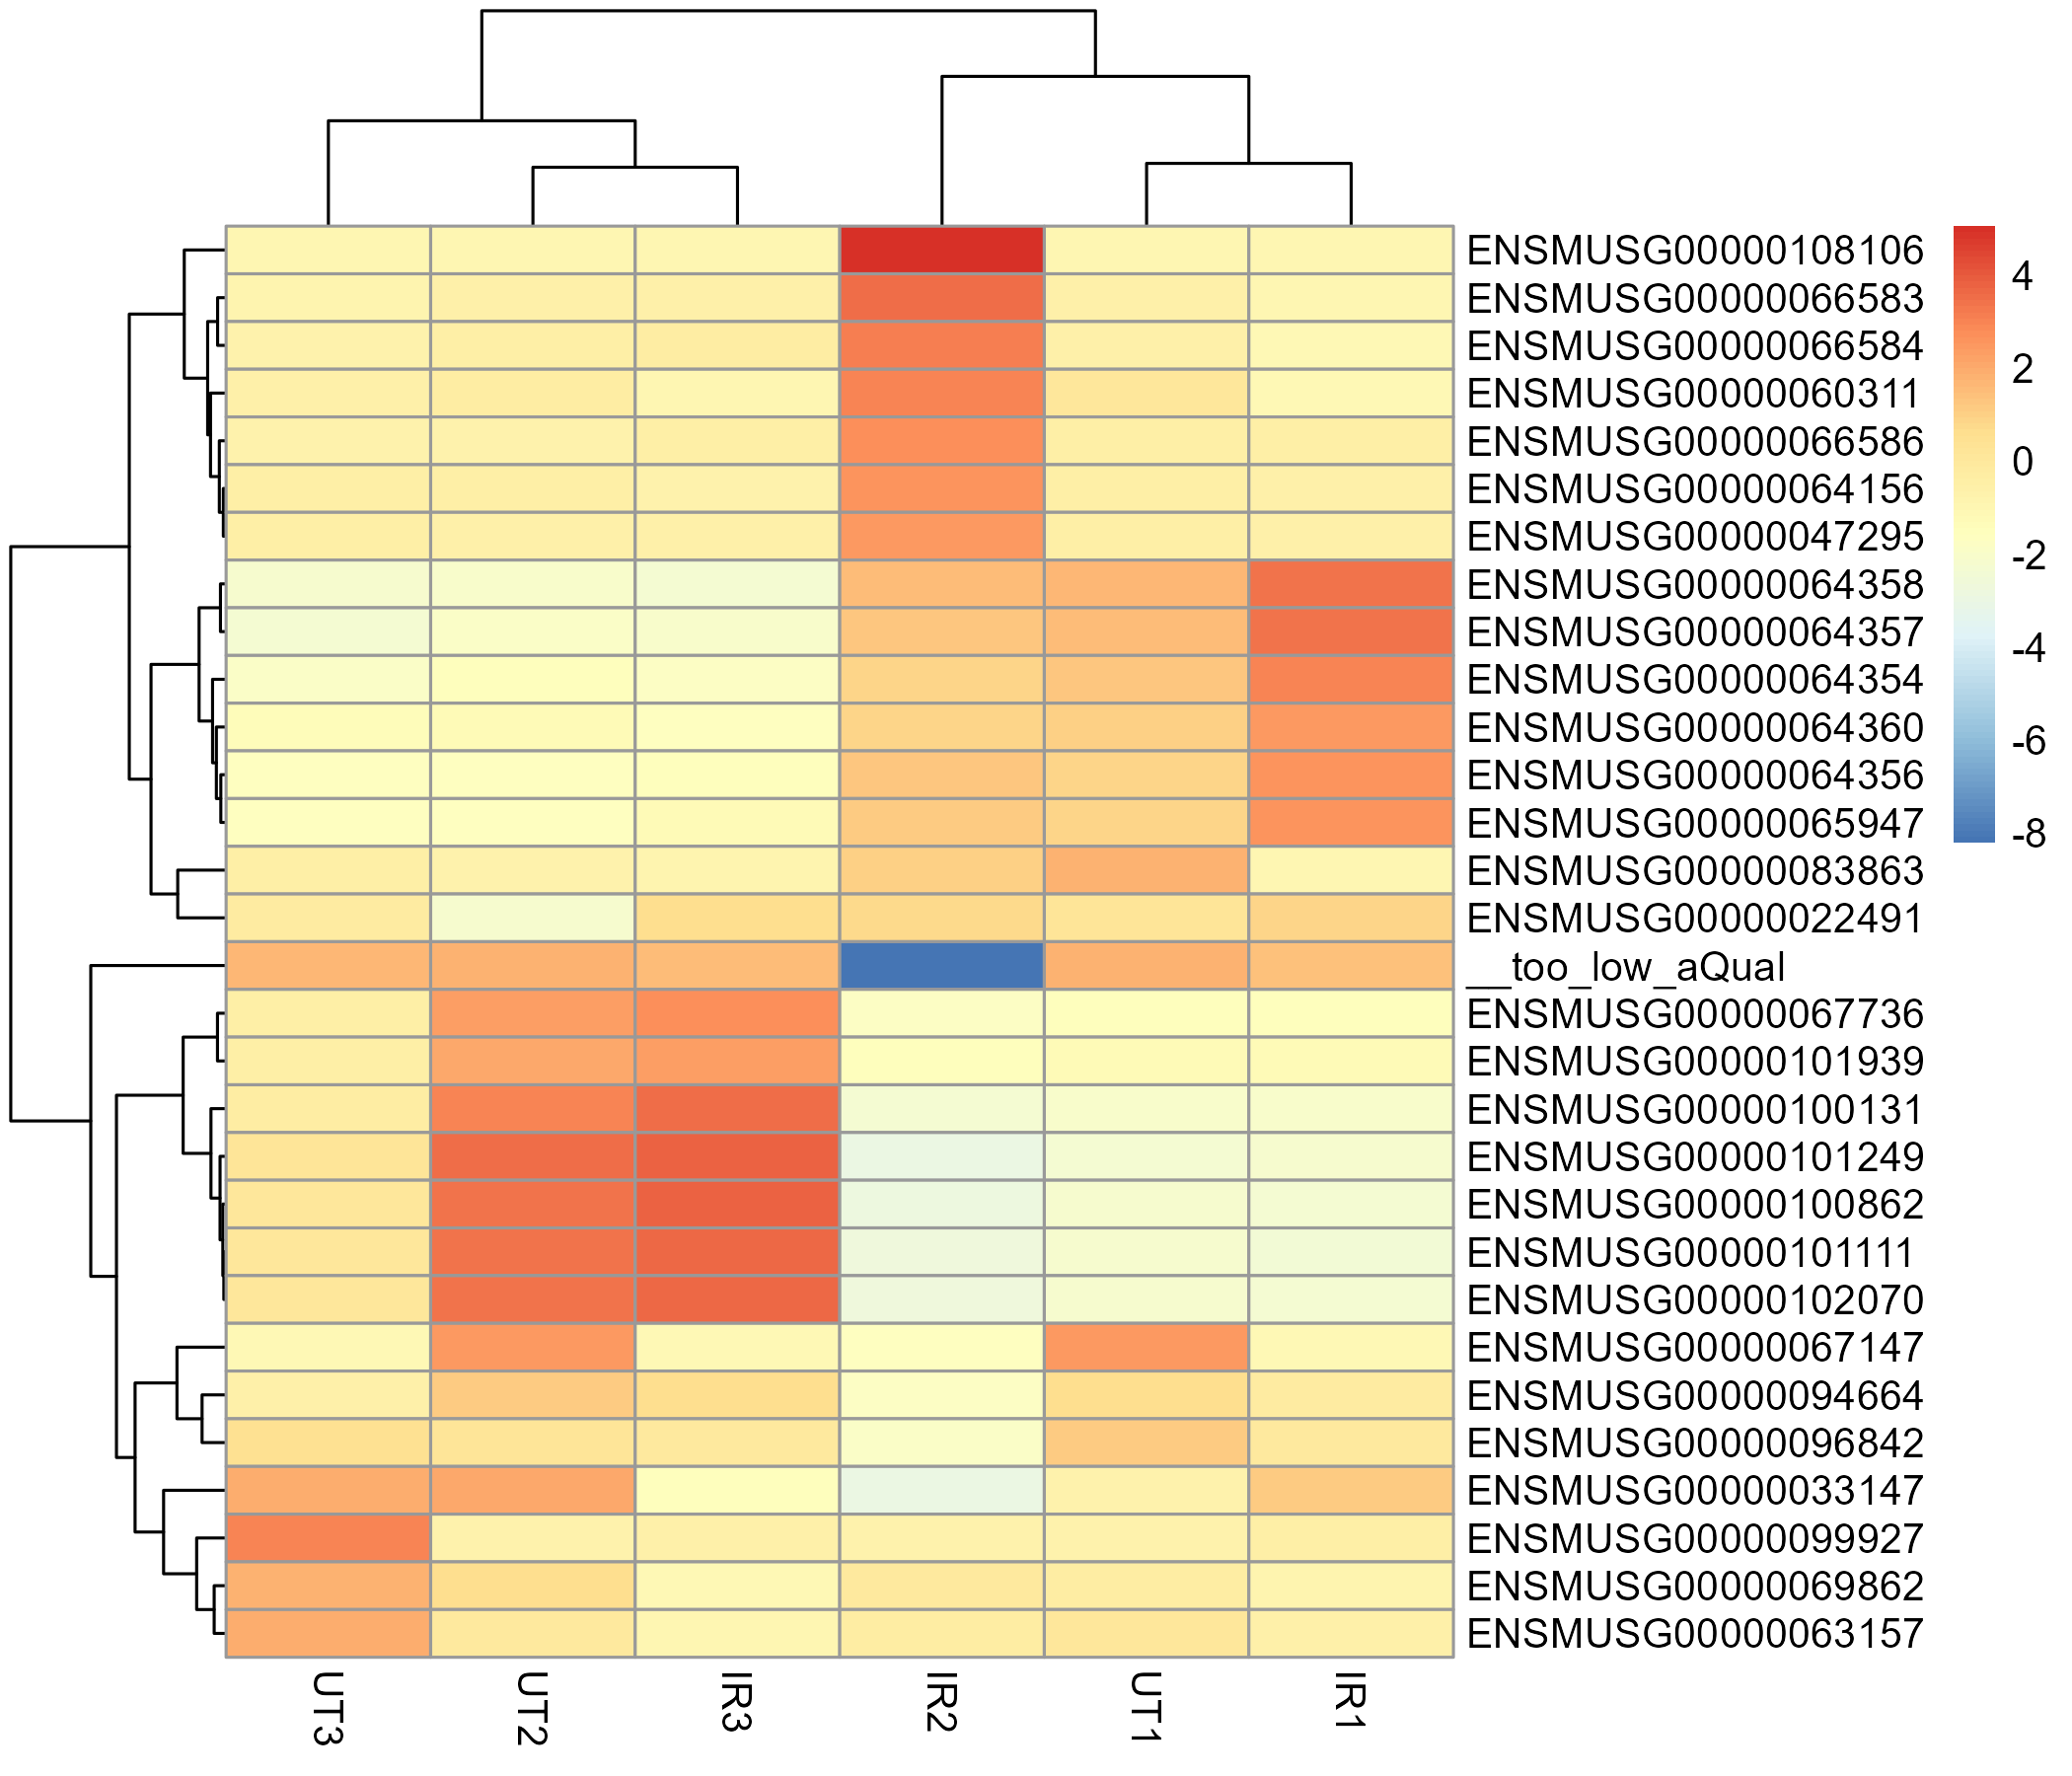 ENSMUSG00000108106
ENSMUSG00000066583
ENSMUSG00000066584
ENSMUSG00000060311
ENSMUSG00000066586
ENSMUSG00000064156
ENSMUSG00000047295
ENSMUSG00000064358
ENSMUSG00000064357
ENSMUSG00000064354
ENSMUSG00000064360
ENSMUSG00000064356
ENSMUSG00000065947
ENSMUSG00000083863
ENSMUSG00000022491
__too_low_aQual
ENSMUSG00000067736
ENSMUSG00000101939
ENSMUSG00000100131
ENSMUSG00000101249
ENSMUSG00000100862
ENSMUSG00000101111
ENSMUSG00000102070
ENSMUSG00000067147
ENSMUSG00000094664
ENSMUSG00000096842
ENSMUSG00000033147
ENSMUSG00000099927
ENSMUSG00000069862
ENSMUSG00000063157
4
2
0
-2
-4
-6
-8
UT3
UT2
IR3
IR2
UT1
IR1